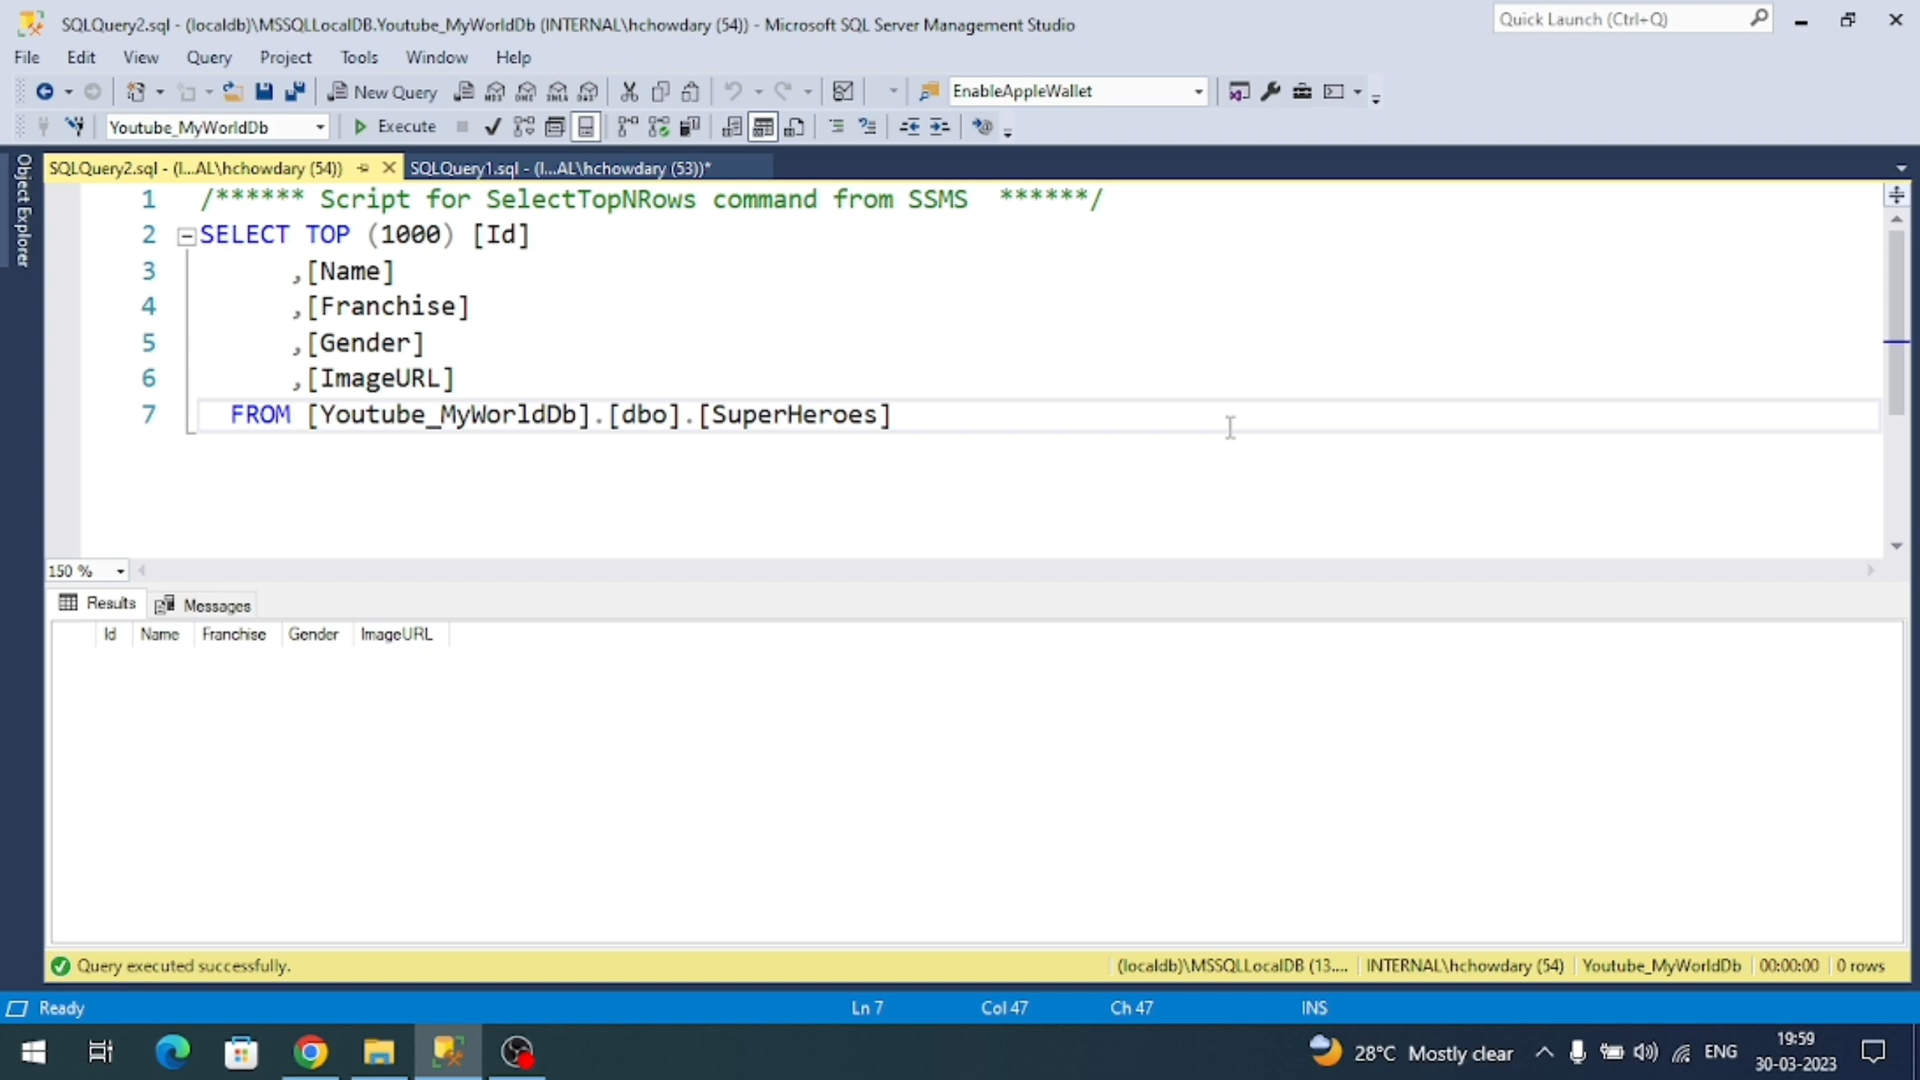 SQLQuery2.sql - (localdb)\MSSQLLocalDB.Youtube_MyWorldDb (INTERNAL\hchowdary (54)) - Microsoft SQL Server Management Studio
Quick Launch (Ctrl+Q)
File Edit View Query Project Tools Window Help
New Query
EnableAppleWallet
Youtube_MyWorldDb
Execute
Object Explorer
SQLQuery2.sql - (I...AL\hchowdary (54))
SQLQuery1.sql - (I...AL\hchowdary (53))*
1 /****** Script for SelectTopNRows command from SSMS  ******/
2 SELECT TOP (1000) [Id]
3 ,[Name]
4 ,[Franchise]
5 ,[Gender]
6 ,[ImageURL]
7 FROM [Youtube_MyWorldDb].[dbo].[SuperHeroes]
150 %
Results Messages
Id Name Franchise Gender ImageURL
Query executed successfully.
(localdb)\MSSQLLocalDB (13.... INTERNAL\hchowdary (54) Youtube_MyWorldDb 00:00:00 0 rows
Ready Ln 7 Col 47 Ch 47 INS
28°C Mostly clear
ENG
19:59
30-03-2023